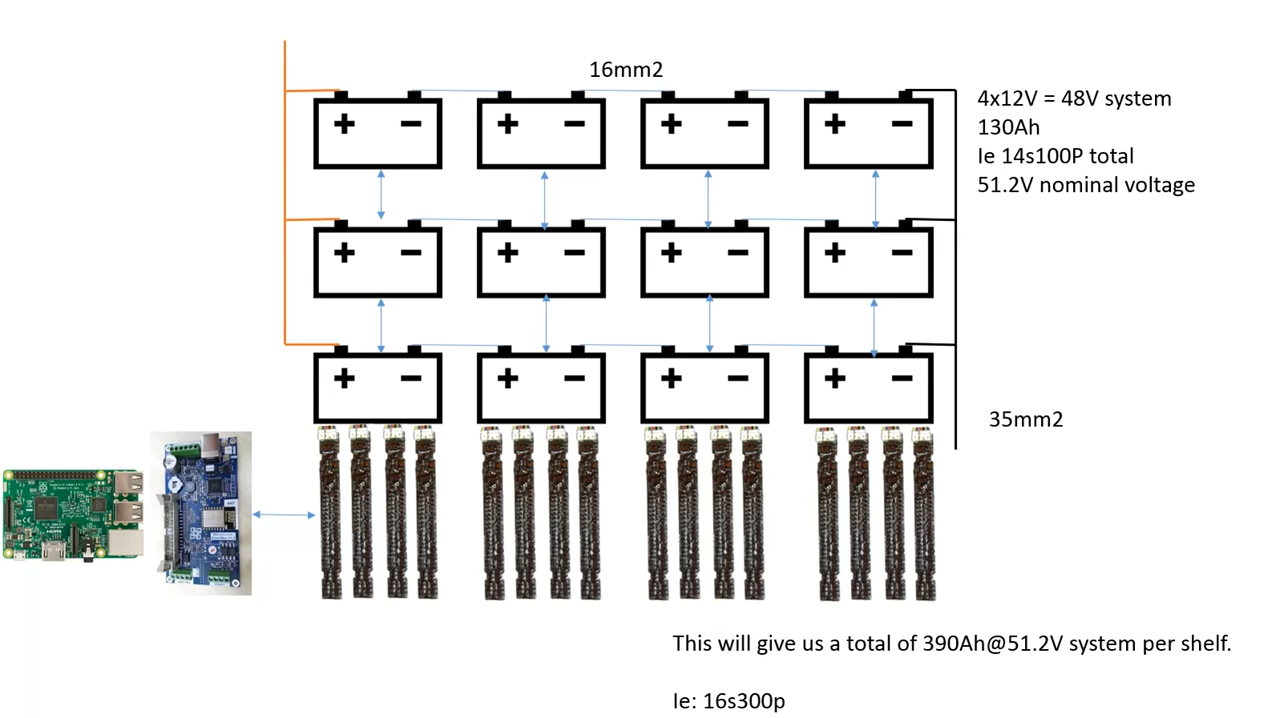 16mm2
4x12V = 48V system
130Ah
Ie 14s100P total
51.2V nominal voltage
+ − + − + − + −
+ − + − + − + −
+ − + − + − + −
35mm2
This will give us a total of 390Ah@51.2V system per shelf.
Ie: 16s300p